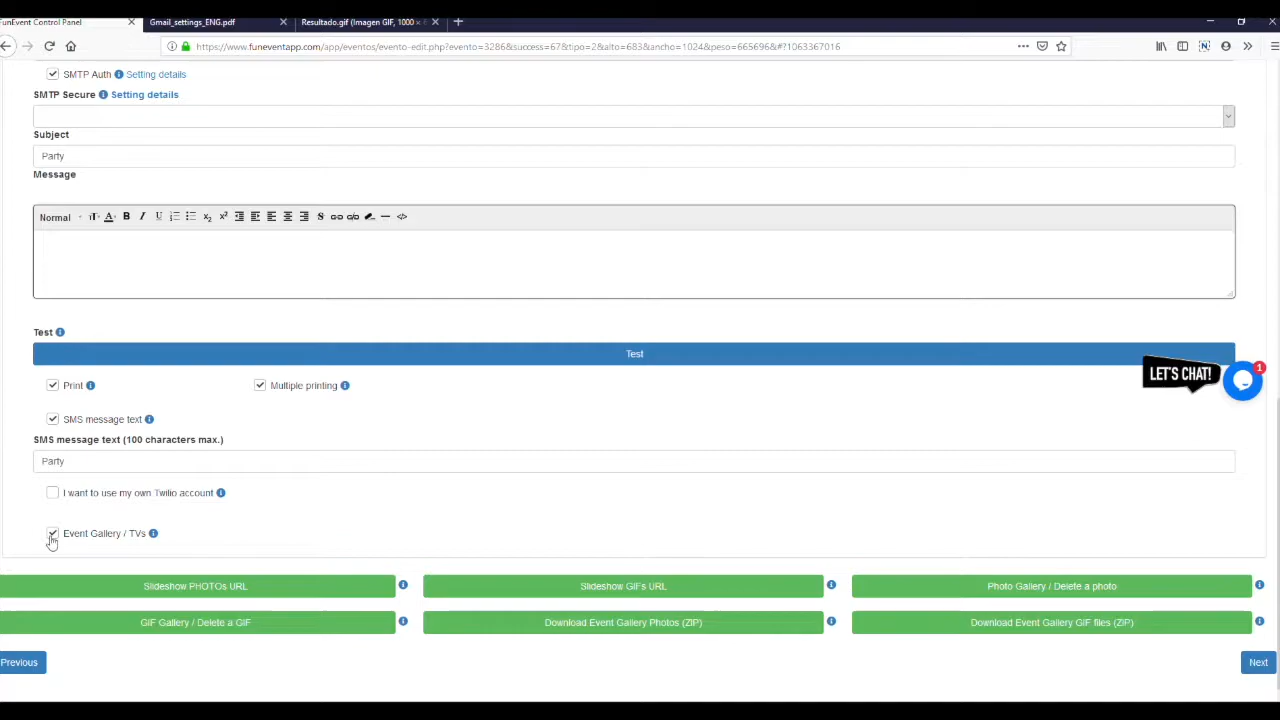 FunEvent Control Panel
Gmail_settings_ENG.pdf
Resultado.gif (Imagen GIF, 1000 ×
https://www.funeventapp.com/app/eventos/evento-edit.php?evento=3286&success=67&tipo=2&alto=683&ancho=1024&peso=665696&#?1063367016
SMTP Auth Setting details
SMTP Secure Setting details
Subject
Party
Message
Normal
Test
Test
LET'S CHAT!
1
Print Multiple printing
SMS message text
SMS message text (100 characters max.)
Party
I want to use my own Twilio account
Event Gallery / TVs
Slideshow PHOTOs URL Slideshow GIFs URL Photo Gallery / Delete a photo
GIF Gallery / Delete a GIF Download Event Gallery Photos (ZIP) Download Event Gallery GIF files (ZIP)
Previous Next